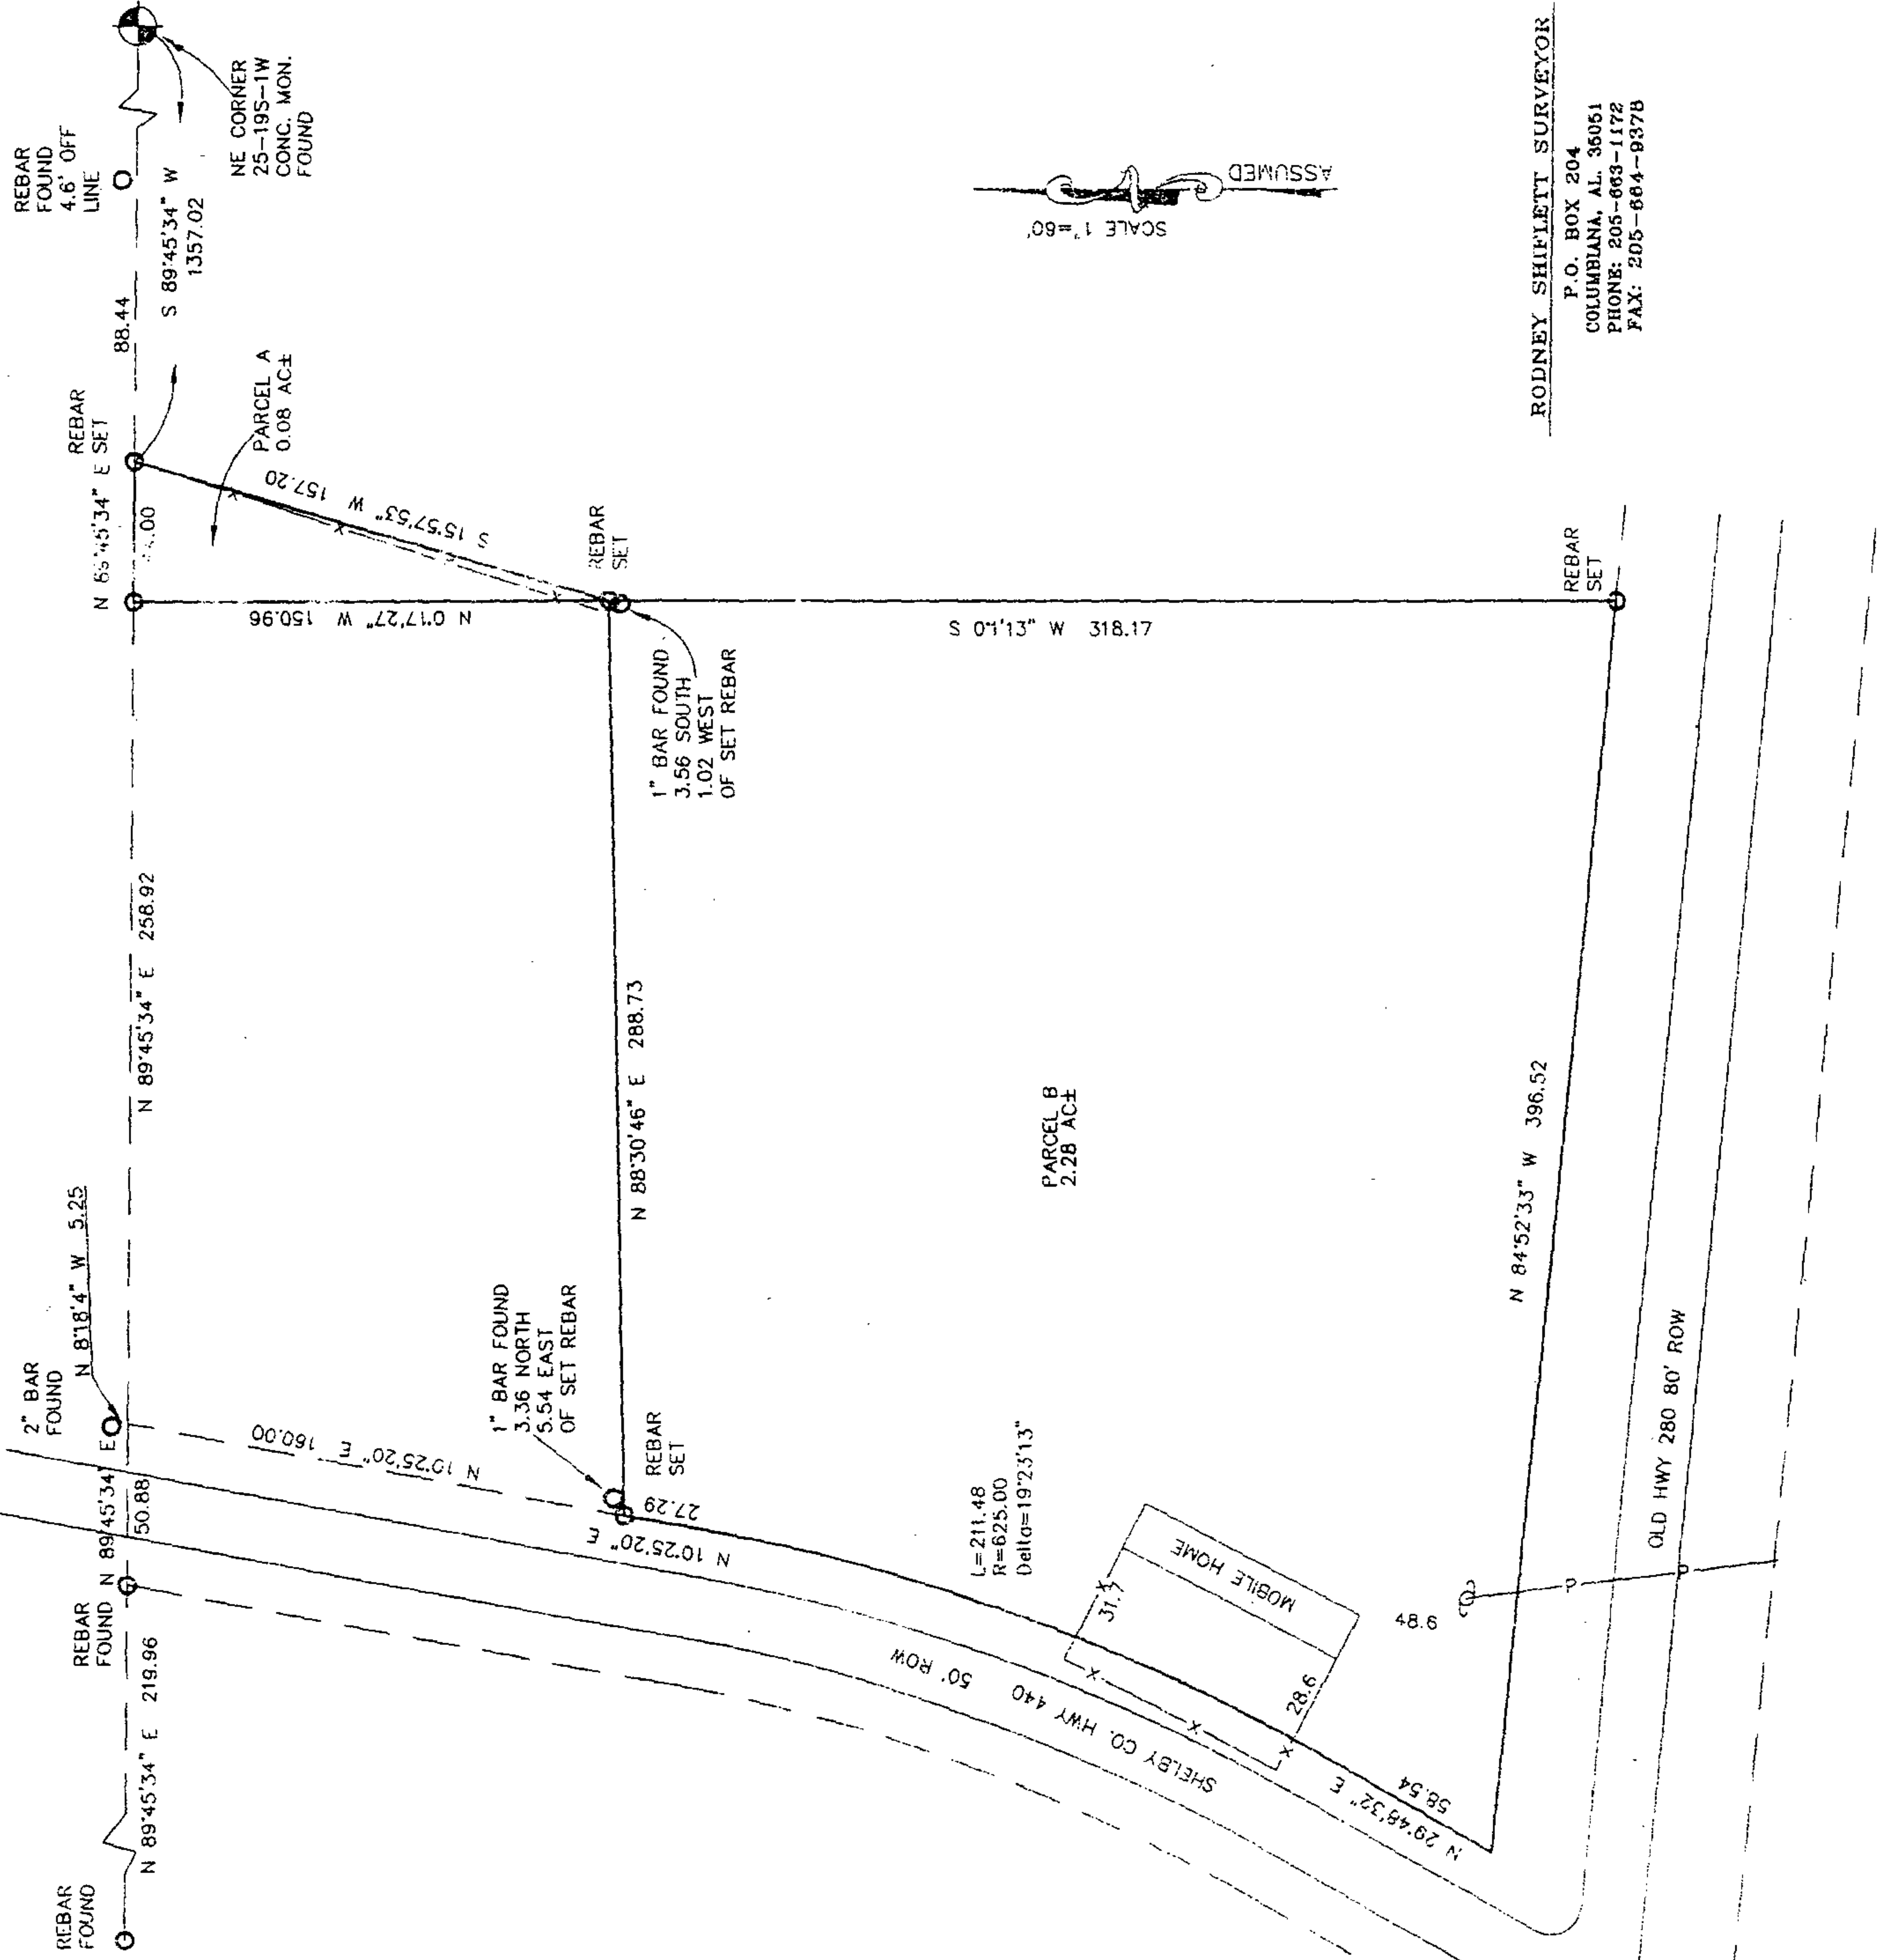 REBAR
FOUND
4.6' OFF
LINE
NE CORNER
25-19S-1W
CONC. MON.
FOUND
S 89°45'34" W
1357.02
88.44
REBAR
SET
N 89°45'34" E
.00
PARCEL A
0.08 AC±
S 15°57'53" W 157.20
N 0°17'27" W 150.96
REBAR
SET
1" BAR FOUND
3.56 SOUTH
1.02 WEST
OF SET REBAR
S 0°1'13" W 318.17
REBAR
SET
N 89°45'34" E 258.92
2" BAR
FOUND
N 8°18'4" W 5.25
N 89°45'34" E
50.88
REBAR
FOUND
N 89°45'34" E 219.96
REBAR
FOUND
N 10°25'20" E 160.00
1" BAR FOUND
3.36 NORTH
5.54 EAST
OF SET REBAR
REBAR
SET
N 88°30'46" E 288.73
27.29
N 10°25'20" E
L=211.48
R=625.00
Delta=19°23'13"
PARCEL B
2.28 AC±
MOBILE HOME
31.7
28.6
48.6
SHELBY CO. HWY 440 50' ROW
N 29°48'32" E
58.54
N 84°52'33" W 396.52
OLD HWY 280 80' ROW
P
P
X
X
X
X
X
X
X
ASSUMED
SCALE 1"=60'
RODNEY SHIFLETT SURVEYOR
P.O. BOX 204
COLUMBIANA, AL. 35051
PHONE: 205-663-1172
FAX: 205-664-9378